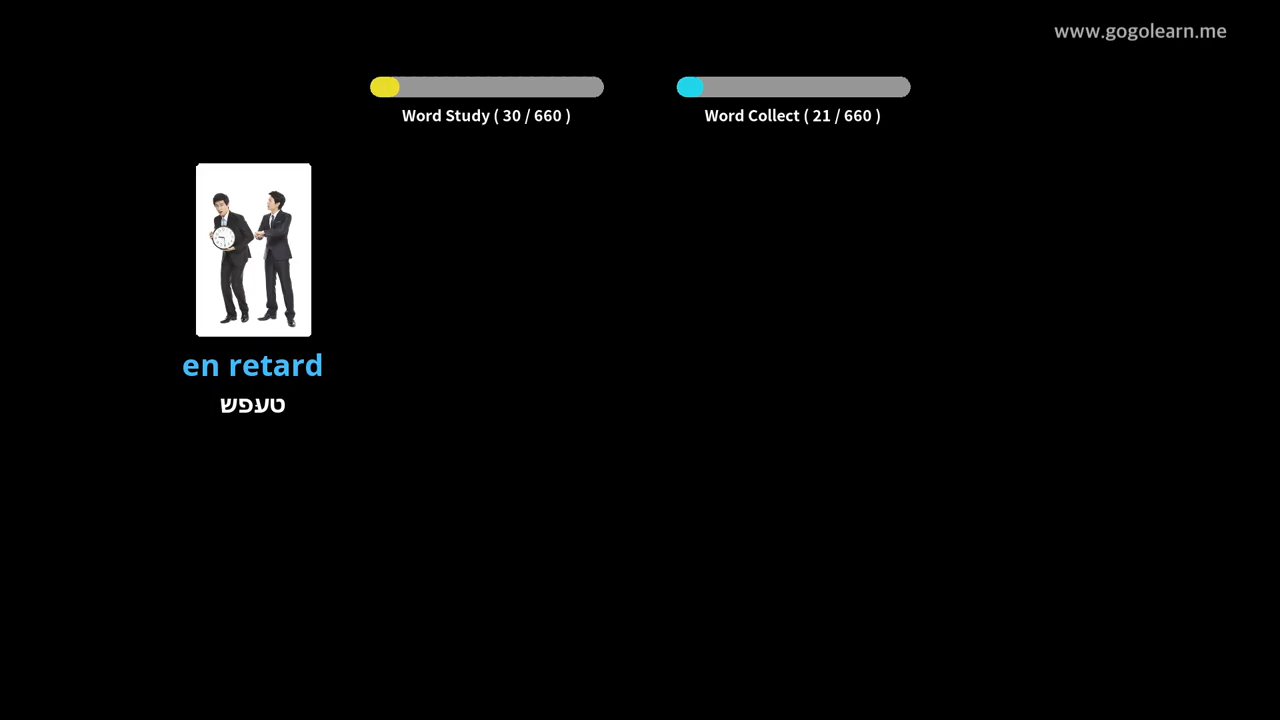 www.gogolearn.me
Word Study ( 30 / 660 )
Word Collect ( 21 / 660 )
en retard
טעפש